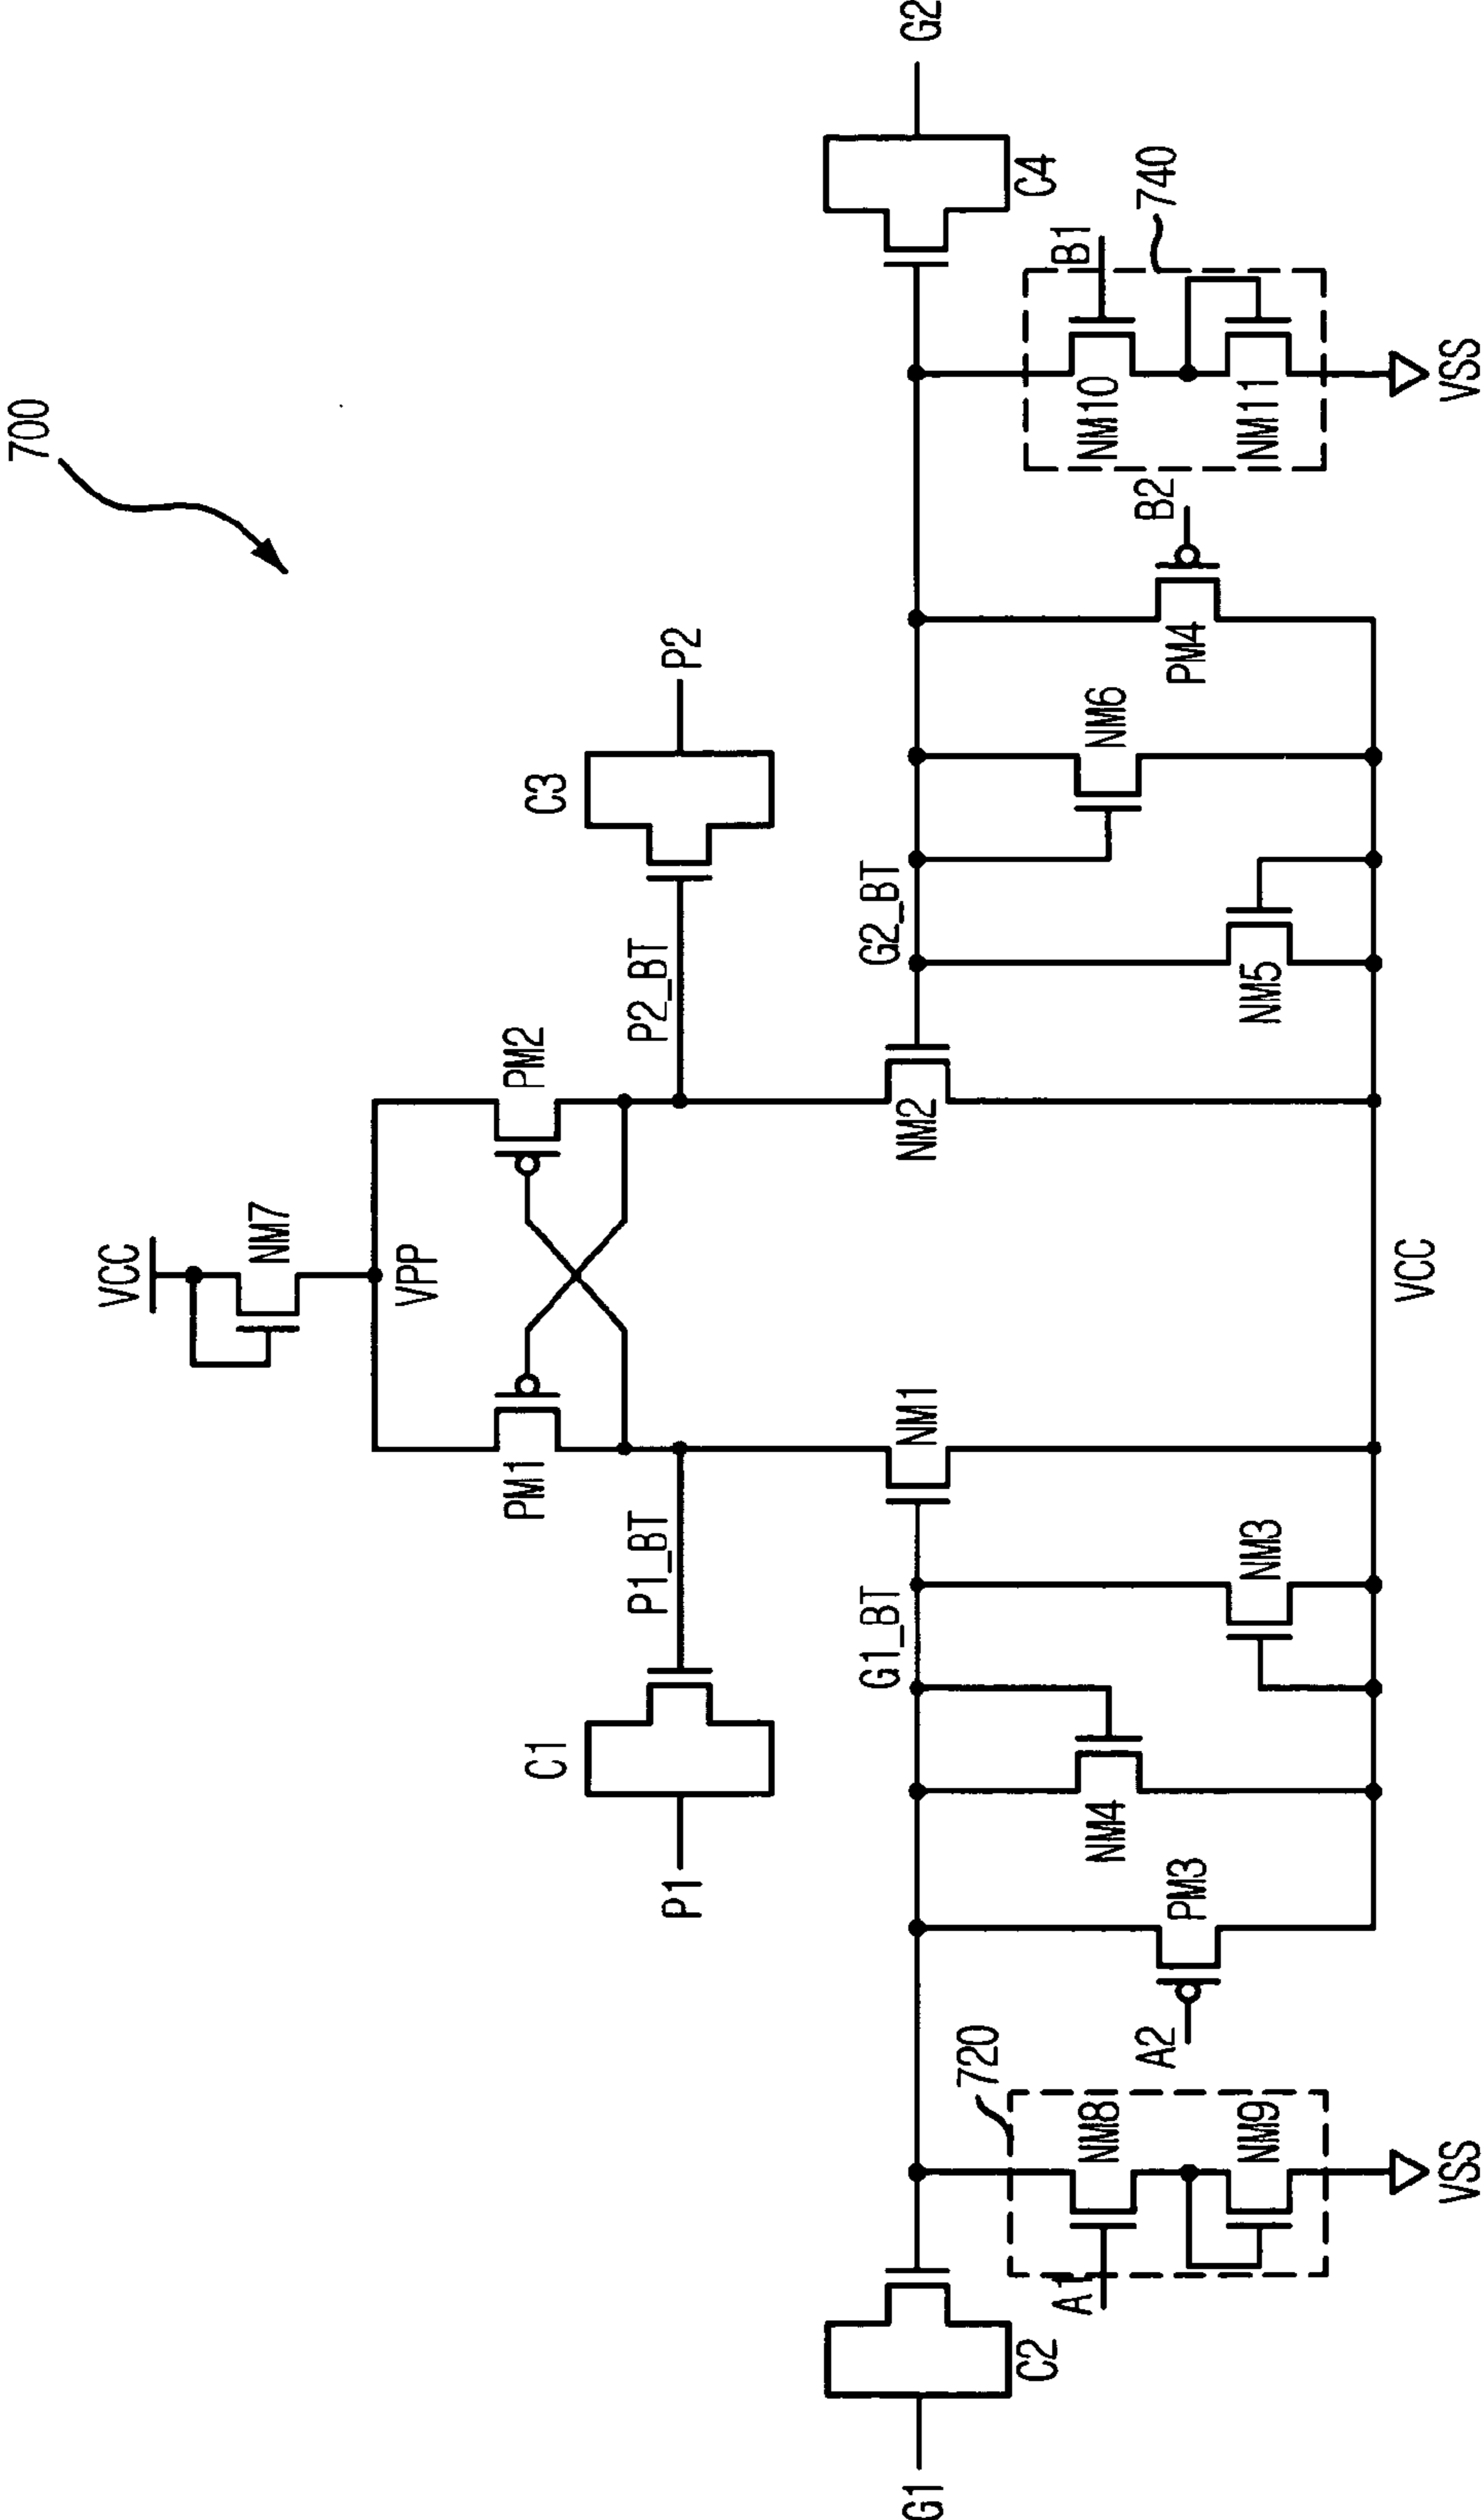 700
VCC
NM7
VPP
PM1
PM2
C1
C3
P1
P1_BT
P2_BT
P2
G1
G1_BT
NM1
NM2
G2_BT
G2
C2
720
C4
A1
NM8
NM4
NM6
B1
A2
PM3
PM4
B2
740
NM10
NM9
NM3
NM5
NM11
VSS
VCC
VSS